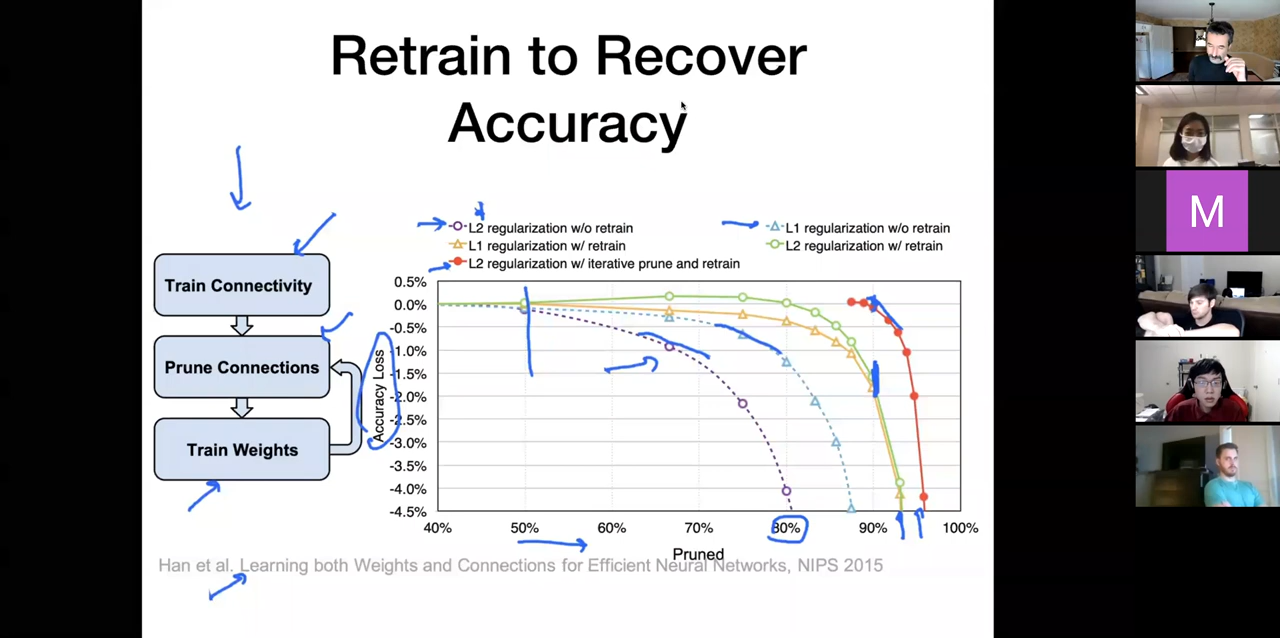 Retrain to Recover
Accuracy
L2 regularization w/o retrain
L1 regularization w/o retrain
L1 regularization w/ retrain
L2 regularization w/ retrain
L2 regularization w/ iterative prune and retrain
Train Connectivity
Prune Connections
Train Weights
Accuracy Loss
0.5%
0.0%
-0.5%
-1.0%
-1.5%
-2.0%
-2.5%
-3.0%
-3.5%
-4.0%
-4.5%
40% 50% 60% 70% 80% 90% 100%
Pruned
Han et al. Learning both Weights and Connections for Efficient Neural Networks, NIPS 2015
M